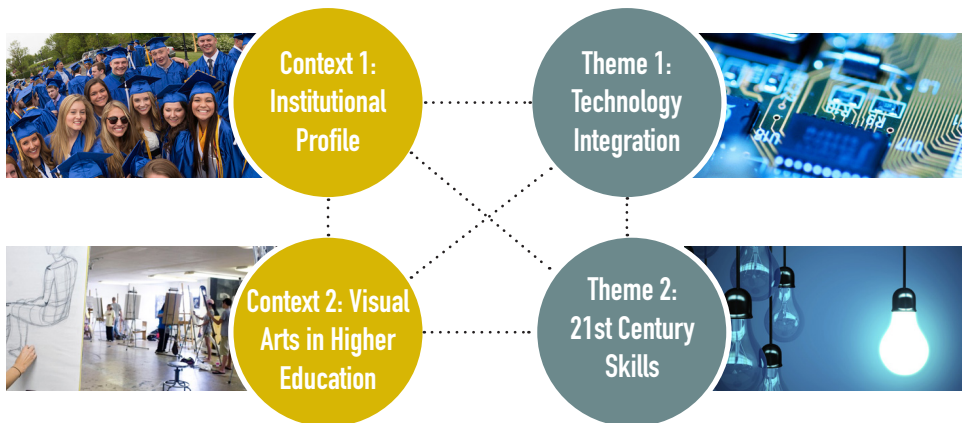 Context 1:
Institutional
Profile
Theme 1:
Technology
Integration
Context 2: Visual
Arts in Higher
Education
Theme 2:
21st Century
Skills